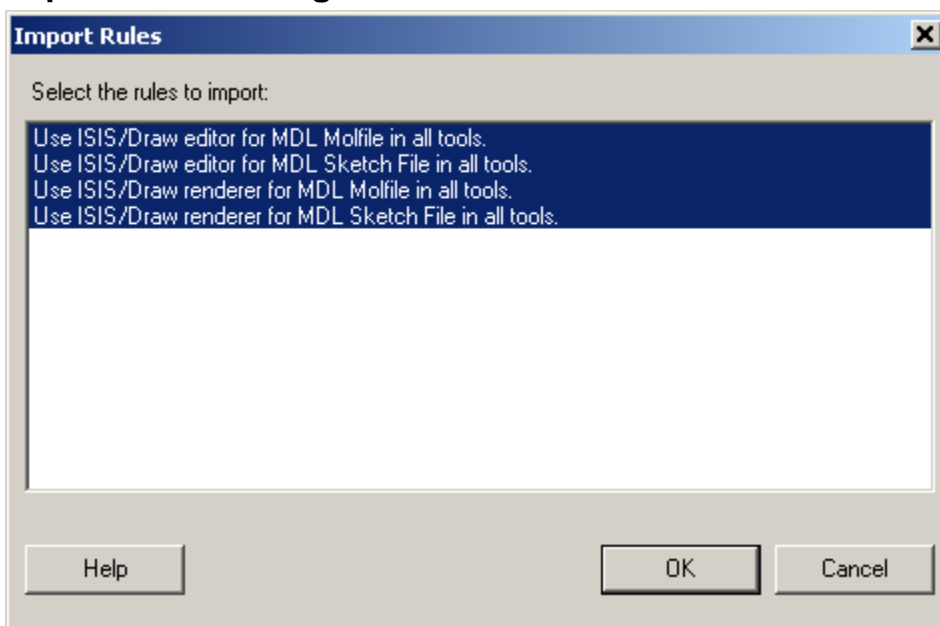 Import Rules
Select the rules to import:
Use ISIS/Draw editor for MDL Molfile in all tools.
Use ISIS/Draw editor for MDL Sketch File in all tools.
Use ISIS/Draw renderer for MDL Molfile in all tools.
Use ISIS/Draw renderer for MDL Sketch File in all tools.
Help
OK
Cancel